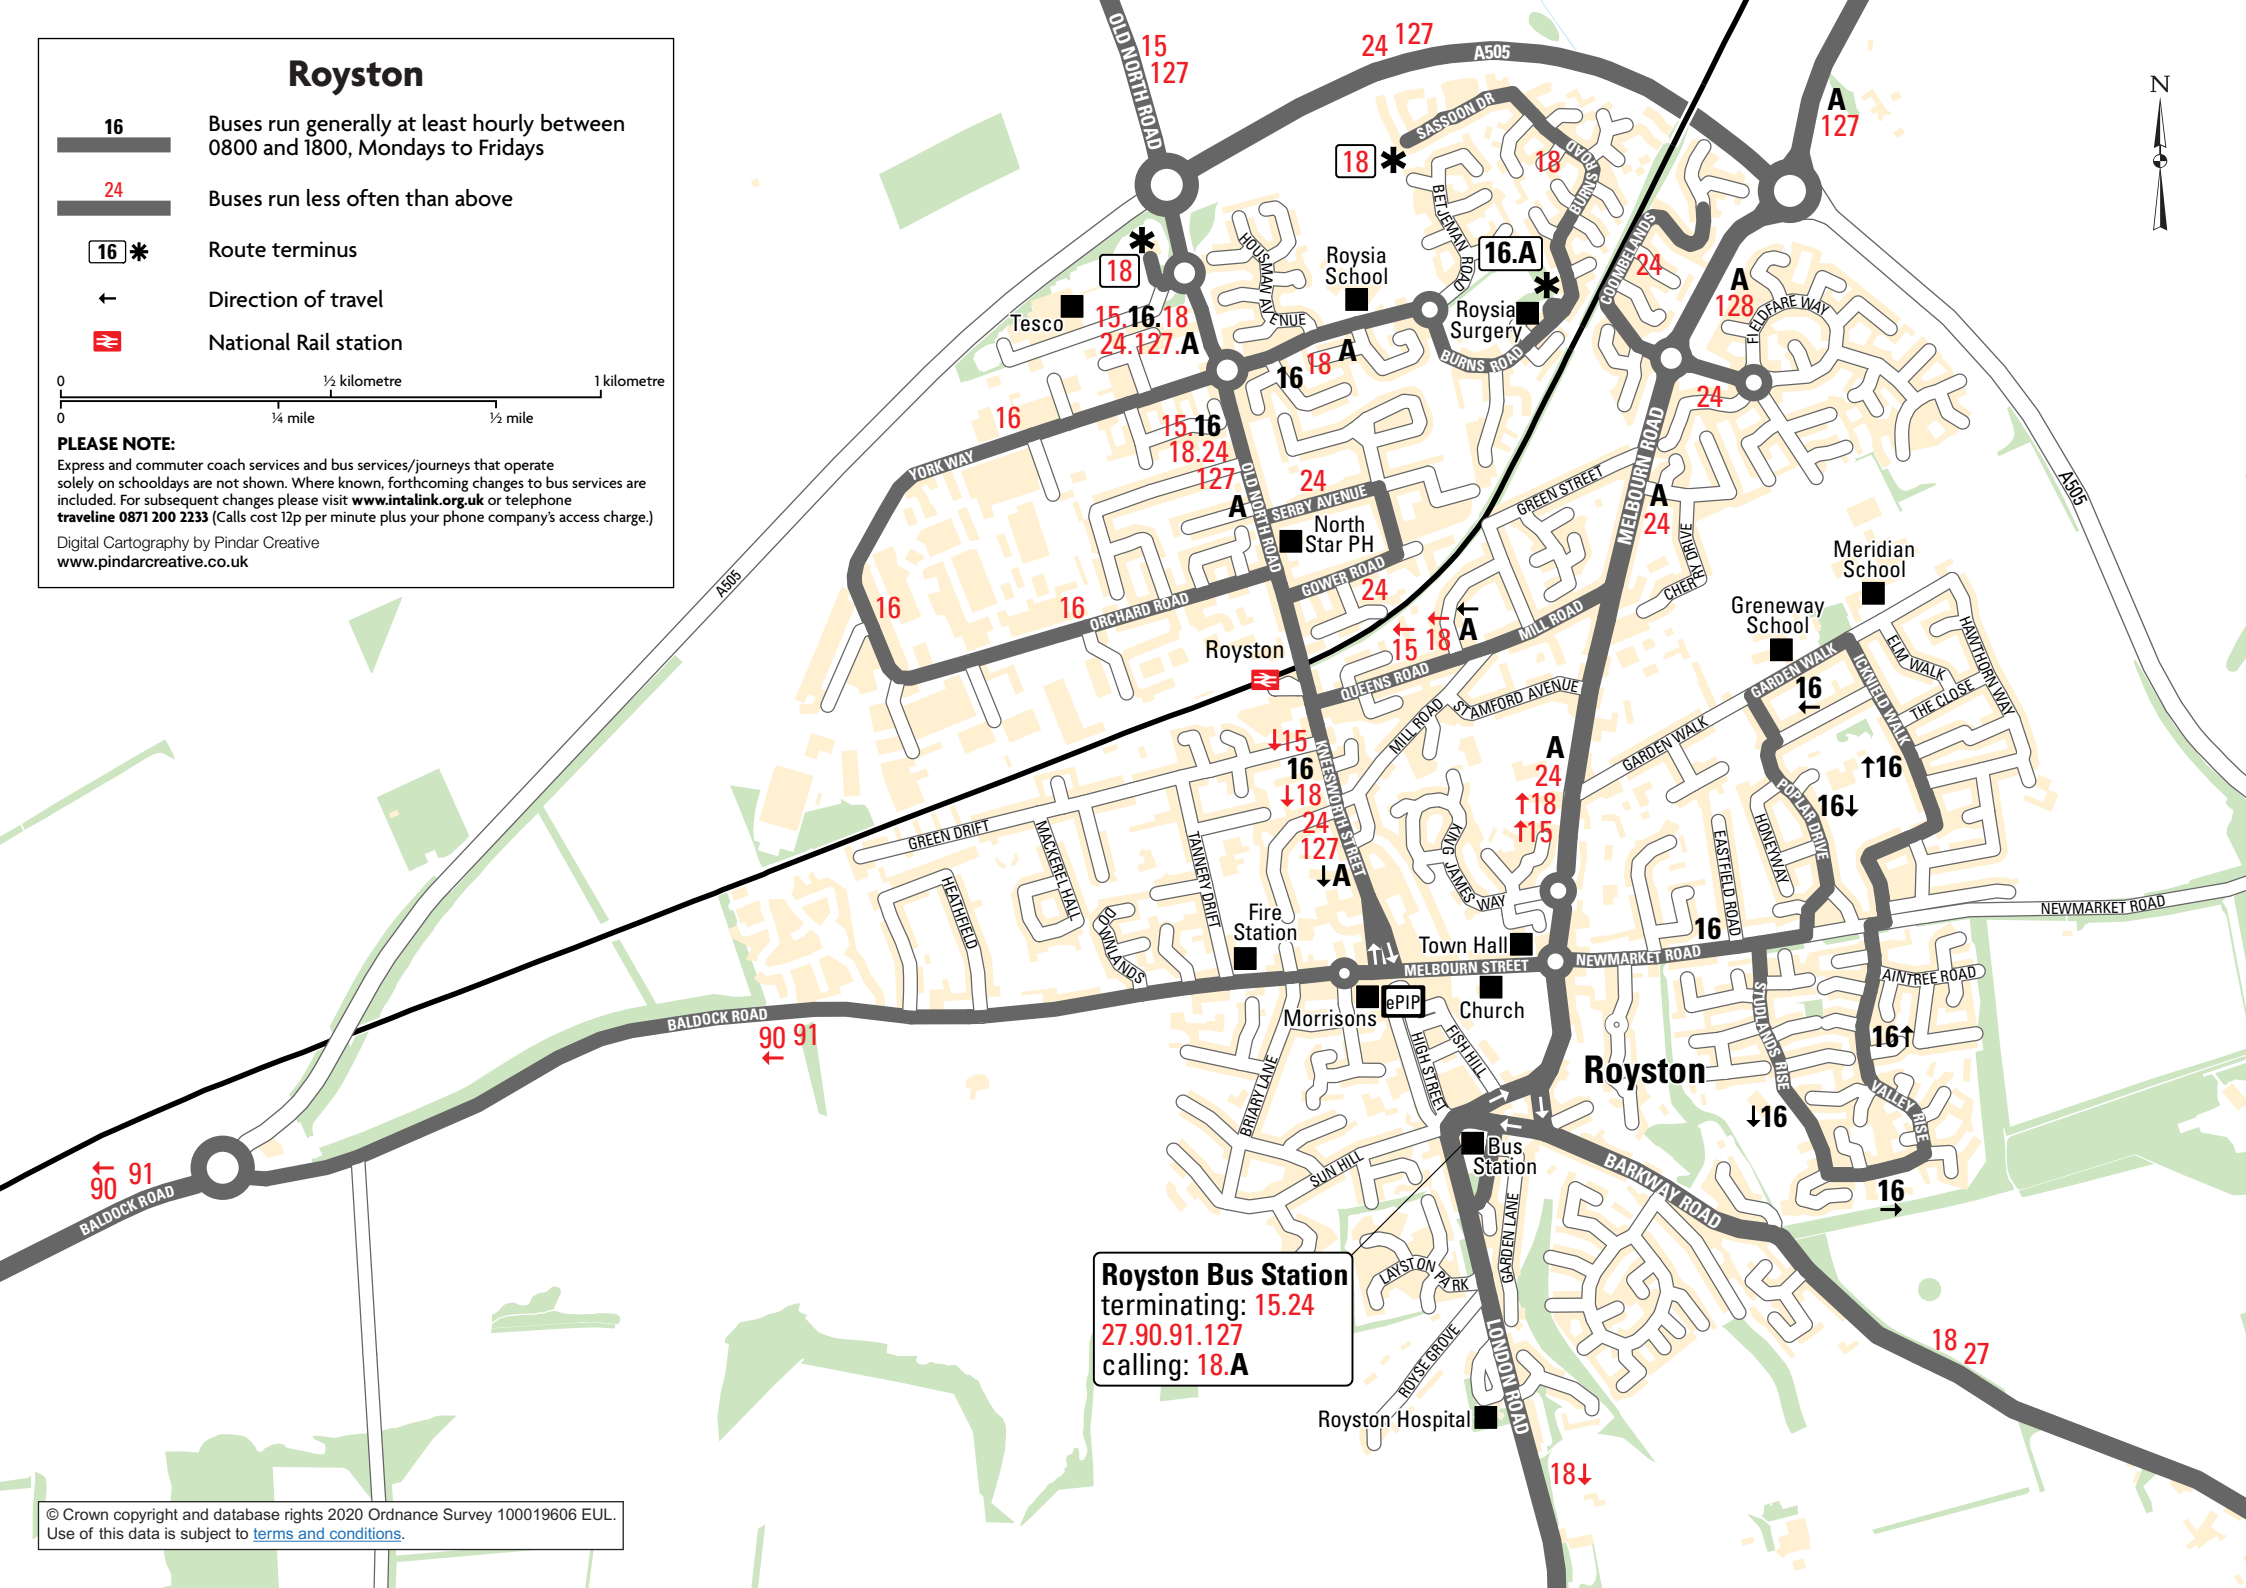 Royston
16
Buses run generally at least hourly between
0800 and 1800, Mondays to Fridays
24
Buses run less often than above
16
Route terminus
Direction of travel
National Rail station
0
½ kilometre
1 kilometre
0
¼ mile
½ mile
PLEASE NOTE:
Express and commuter coach services and bus services/journeys that operate
solely on schooldays are not shown. Where known, forthcoming changes to bus services are
included. For subsequent changes please visit www.intalink.org.uk or telephone
traveline 0871 200 2233 (Calls cost 12p per minute plus your phone company's access charge.)
Digital Cartography by Pindar Creative
www.pindarcreative.co.uk
OLD NORTH ROAD
15
127
24 127
A505
N
A
127
SASSOON DR
18
18
BURNS ROAD
BURNS ROAD
BETJEMAN ROAD
16.A
HOUSMAN AVENUE
Roysia
School
Roysia
Surgery
BURNS ROAD
COOMBELANDS
24
A
128
FIELDFARE WAY
24
18
Tesco
15.16.18
24.127.A
16
18
A
16
YORK WAY
15.16
18.24
127
A
OLD NORTH ROAD
24
SERBY AVENUE
North
Star PH
GOWER ROAD
24
GREEN STREET
MELBOURN ROAD
A
24
CHERRY DRIVE
A505
A505
16
16
ORCHARD ROAD
Royston
15
18
A
QUEENS ROAD
MILL ROAD
MILL ROAD
STAMFORD AVENUE
Meridian
School
Greneway
School
GARDEN WALK
16
ICKNIELD WALK
ELM WALK
HAWTHORN WAY
THE CLOSE
GARDEN WALK
↑16
16↓
POPLAR DRIVE
HONEYWAY
EASTFIELD ROAD
↓15
16
↓18
24
127
↓A
KNEESWORTH STREET
A
24
↑18
↑15
KING JAMES WAY
GREEN DRIFT
MACKEREL HALL
HEATHFIELD
DOWNLANDS
TANNERY DRIFT
Fire
Station
Town Hall
MELBOURN STREET
NEWMARKET ROAD
16
NEWMARKET ROAD
Morrisons
ePIP
Church
FISH HILL
HIGH STREET
BRIARY LANE
SUN HILL
BALDOCK ROAD
90 91
90 91
BALDOCK ROAD
Royston
STUDLANDS RISE
AINTREE ROAD
16↑
VALLEY RISE
↓16
16
Bus
Station
BARKWAY ROAD
GARDEN LANE
LAYSTON PARK
ROYSE GROVE
LONDON ROAD
Royston Bus Station
terminating: 15.24
27.90.91.127
calling: 18.A
Royston Hospital
18↓
18 27
© Crown copyright and database rights 2020 Ordnance Survey 100019606 EUL.
Use of this data is subject to terms and conditions.